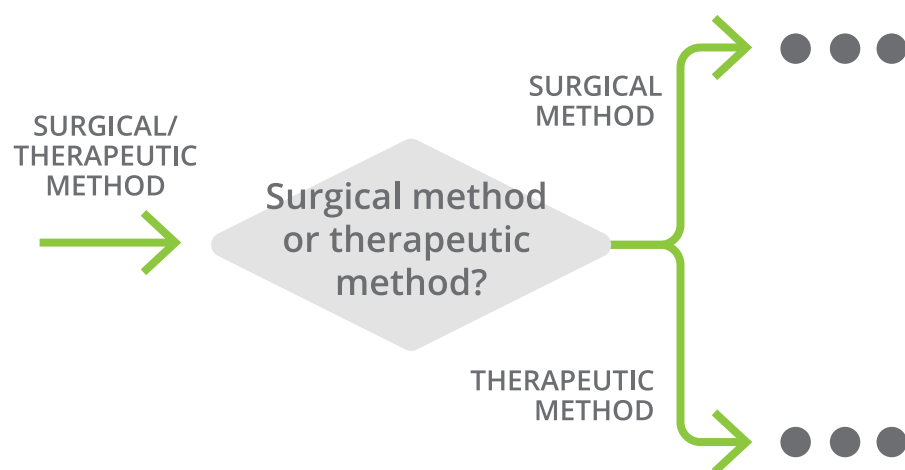 SURGICAL/
THERAPEUTIC
METHOD
Surgical method
or therapeutic
method?
SURGICAL
METHOD
THERAPEUTIC
METHOD